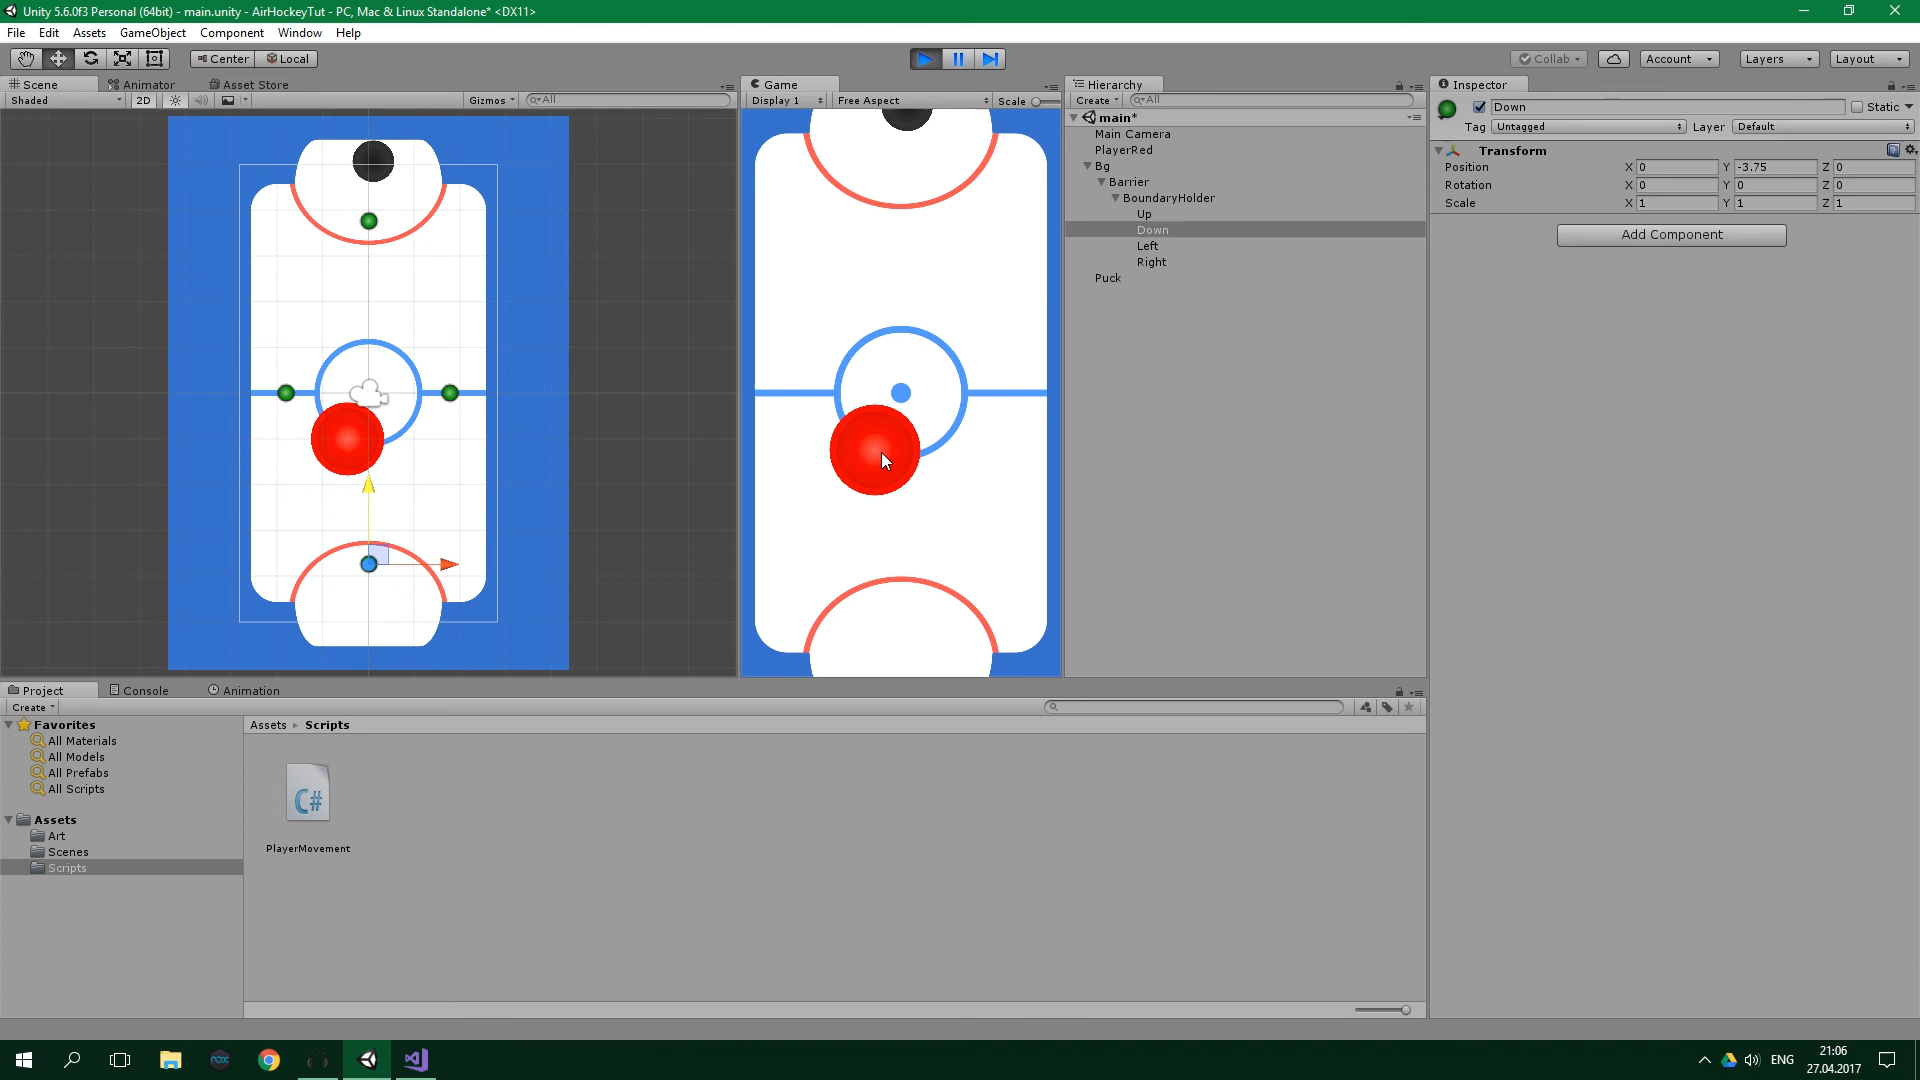 Unity 5.6.0f3 Personal (64bit) - main.unity - AirHockeyTut - PC, Mac & Linux Standalone* <DX11>
File Edit Assets GameObject Component Window Help
Center Local
Collab Account Layers Layout
Scene Animator Asset Store
Shaded 2D Gizmos All
Game
Display 1 Free Aspect Scale
Hierarchy
Create All
main*
Main Camera
PlayerRed
Bg
Barrier
BoundaryHolder
Up
Down
Left
Right
Puck
Inspector
Down Static
Tag Untagged Layer Default
Transform
Position X 0 Y -3.75 Z 0
Rotation X 0 Y 0 Z 0
Scale X 1 Y 1 Z 1
Add Component
Project Console Animation
Create
Favorites
All Materials
All Models
All Prefabs
All Scripts
Assets
Art
Scenes
Scripts
Assets Scripts
C#
PlayerMovement
nox
ENG
21:06
27.04.2017